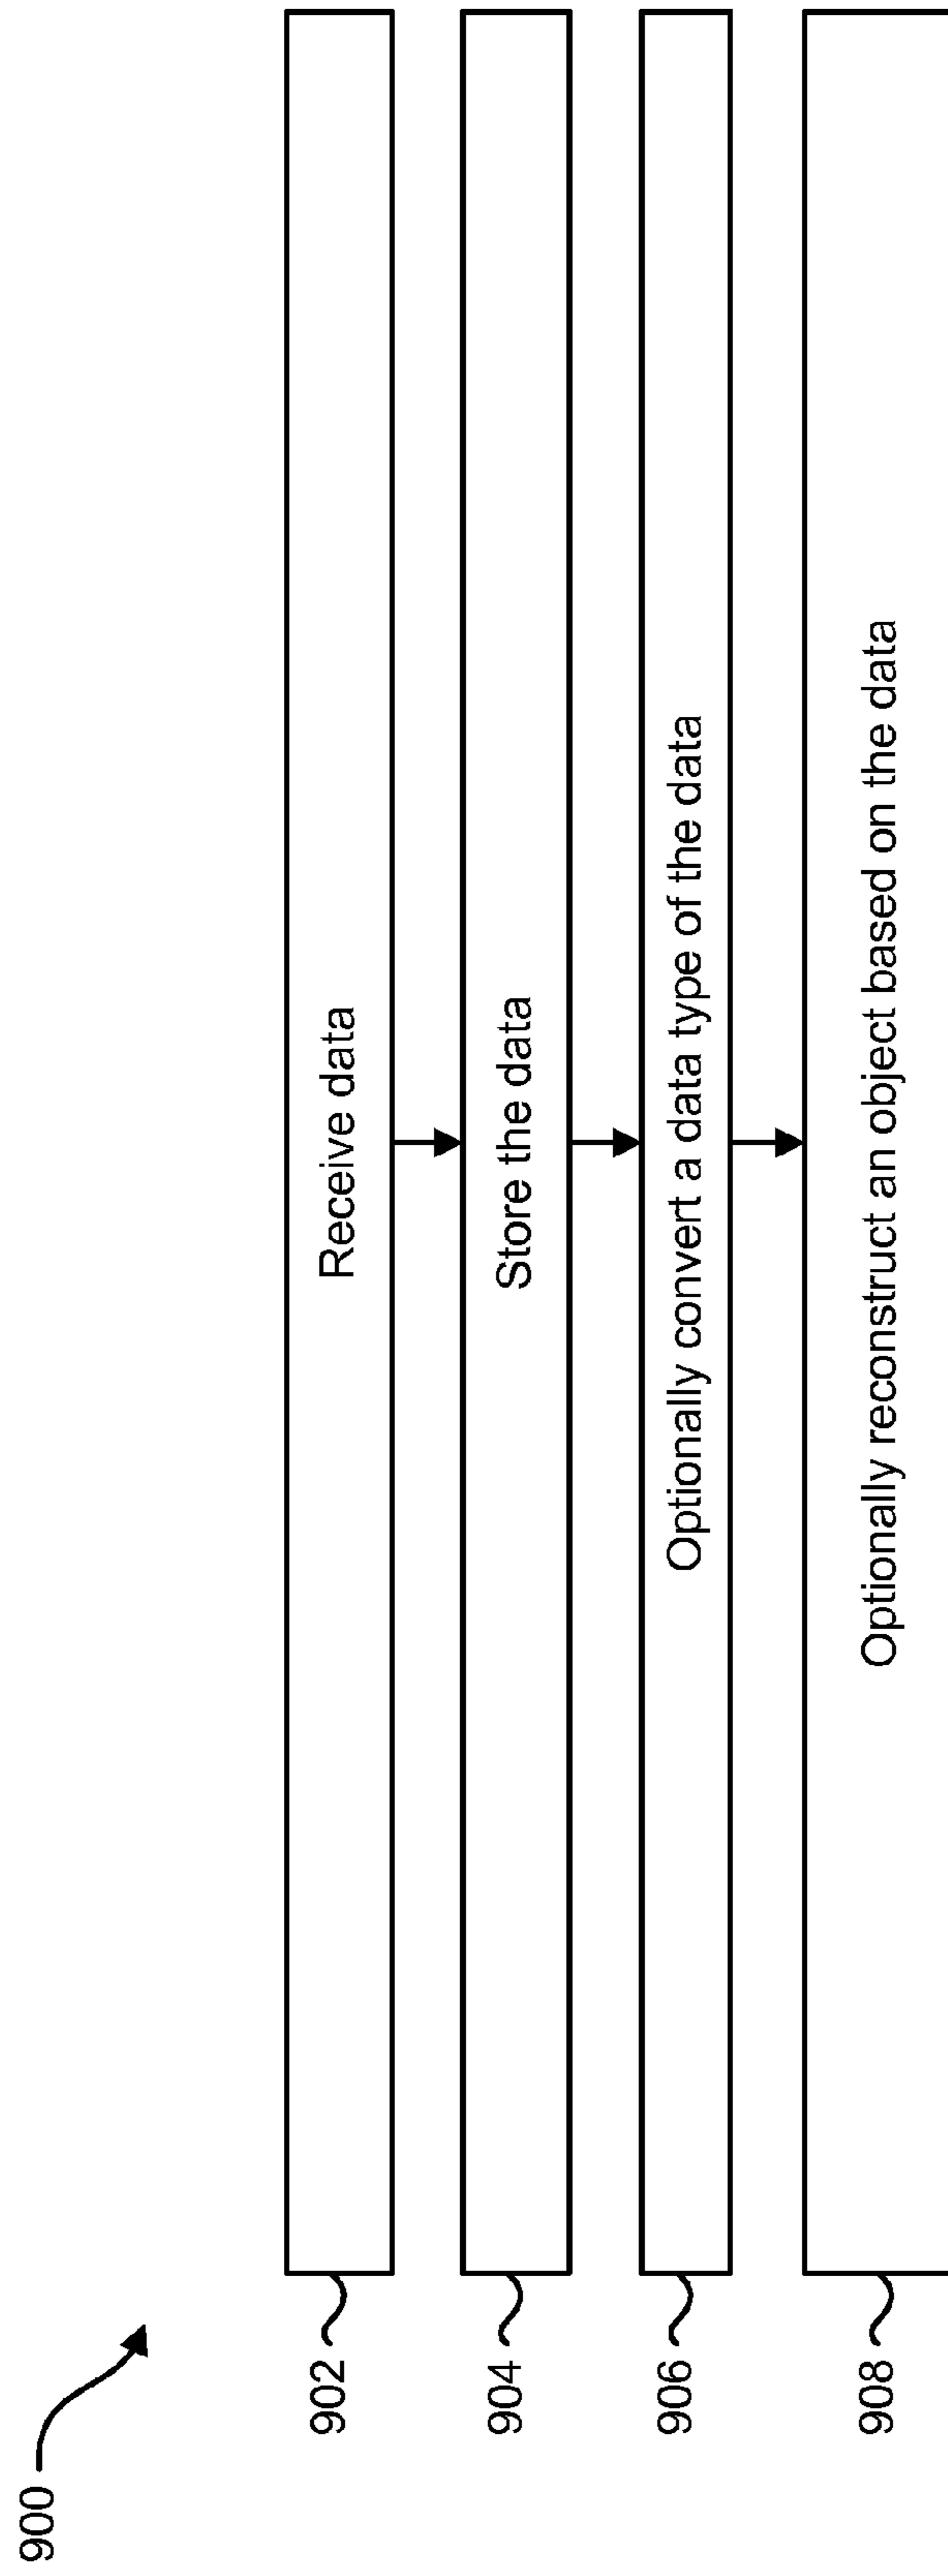 900
902
Receive data
904
Store the data
906
Optionally convert a data type of the data
908
Optionally reconstruct an object based on the data